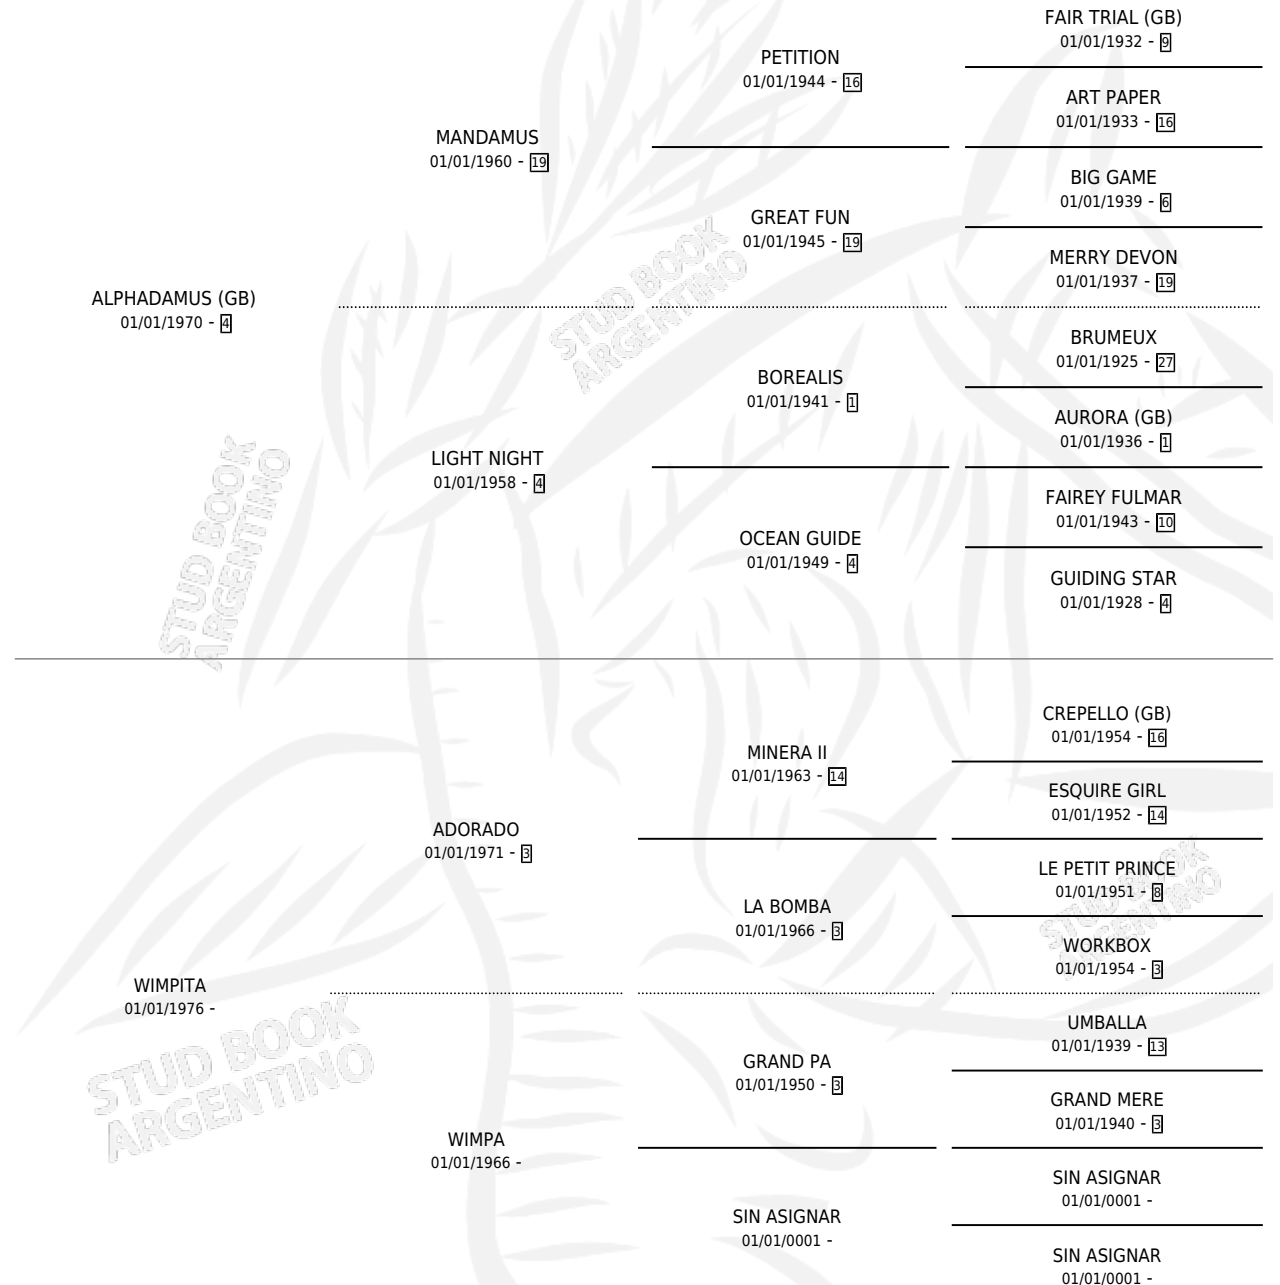 FAIR TRIAL (GB)
01/01/1932 - 9
PETITION
01/01/1944 - 16
ART PAPER
01/01/1933 - 16
MANDAMUS
01/01/1960 - 19
BIG GAME
01/01/1939 - 6
GREAT FUN
01/01/1945 - 19
MERRY DEVON
01/01/1937 - 19
ALPHADAMUS (GB)
01/01/1970 - 4
BRUMEUX
01/01/1925 - 27
BOREALIS
01/01/1941 - 1
AURORA (GB)
01/01/1936 - 1
LIGHT NIGHT
01/01/1958 - 4
FAIREY FULMAR
01/01/1943 - 10
OCEAN GUIDE
01/01/1949 - 4
GUIDING STAR
01/01/1928 - 4
CREPELLO (GB)
01/01/1954 - 16
MINERA II
01/01/1963 - 14
ESQUIRE GIRL
01/01/1952 - 14
ADORADO
01/01/1971 - 3
LE PETIT PRINCE
01/01/1951 - 8
LA BOMBA
01/01/1966 - 3
WORKBOX
01/01/1954 - 3
WIMPITA
01/01/1976 -
UMBALLA
01/01/1939 - 13
GRAND PA
01/01/1950 - 3
GRAND MERE
01/01/1940 - 3
WIMPA
01/01/1966 -
SIN ASIGNAR
01/01/0001 -
SIN ASIGNAR
01/01/0001 -
SIN ASIGNAR
01/01/0001 -
STUD BOOK
ARGENTINO
STUD BOOK
ARGENTINO
STUD BOOK
ARGENTINO
STUD BOOK
ARGENTINO